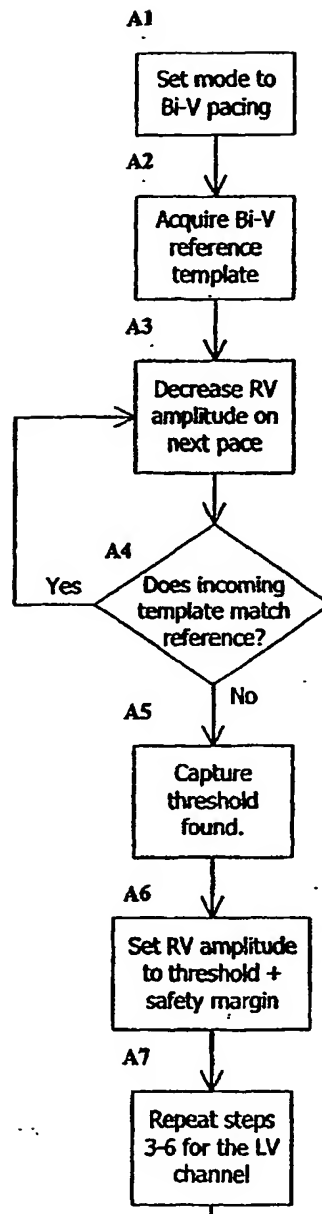 A1
Set mode to
Bi-V pacing
A2
Acquire Bi-V
reference
template
A3
Decrease RV
amplitude on
next pace
A4
Yes
Does incoming
template match
reference?
No
A5
Capture
threshold
found.
A6
Set RV amplitude
to threshold +
safety margin
A7
Repeat steps
3-6 for the LV
channel